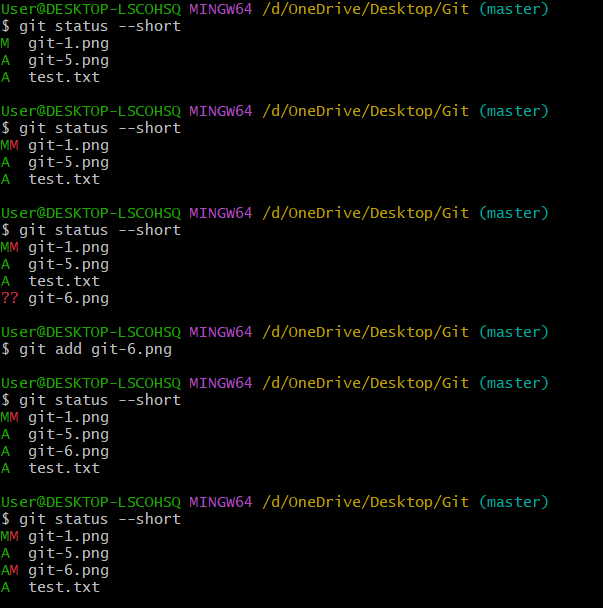 User@DESKTOP-LSCOHSQ MINGW64 /d/OneDrive/Desktop/Git (master)
$ git status --short
M  git-1.png
A  git-5.png
A  test.txt

User@DESKTOP-LSCOHSQ MINGW64 /d/OneDrive/Desktop/Git (master)
$ git status --short
MM git-1.png
A  git-5.png
A  test.txt

User@DESKTOP-LSCOHSQ MINGW64 /d/OneDrive/Desktop/Git (master)
$ git status --short
MM git-1.png
A  git-5.png
A  test.txt
?? git-6.png

User@DESKTOP-LSCOHSQ MINGW64 /d/OneDrive/Desktop/Git (master)
$ git add git-6.png

User@DESKTOP-LSCOHSQ MINGW64 /d/OneDrive/Desktop/Git (master)
$ git status --short
MM git-1.png
A  git-5.png
A  git-6.png
A  test.txt

User@DESKTOP-LSCOHSQ MINGW64 /d/OneDrive/Desktop/Git (master)
$ git status --short
MM git-1.png
A  git-5.png
AM git-6.png
A  test.txt